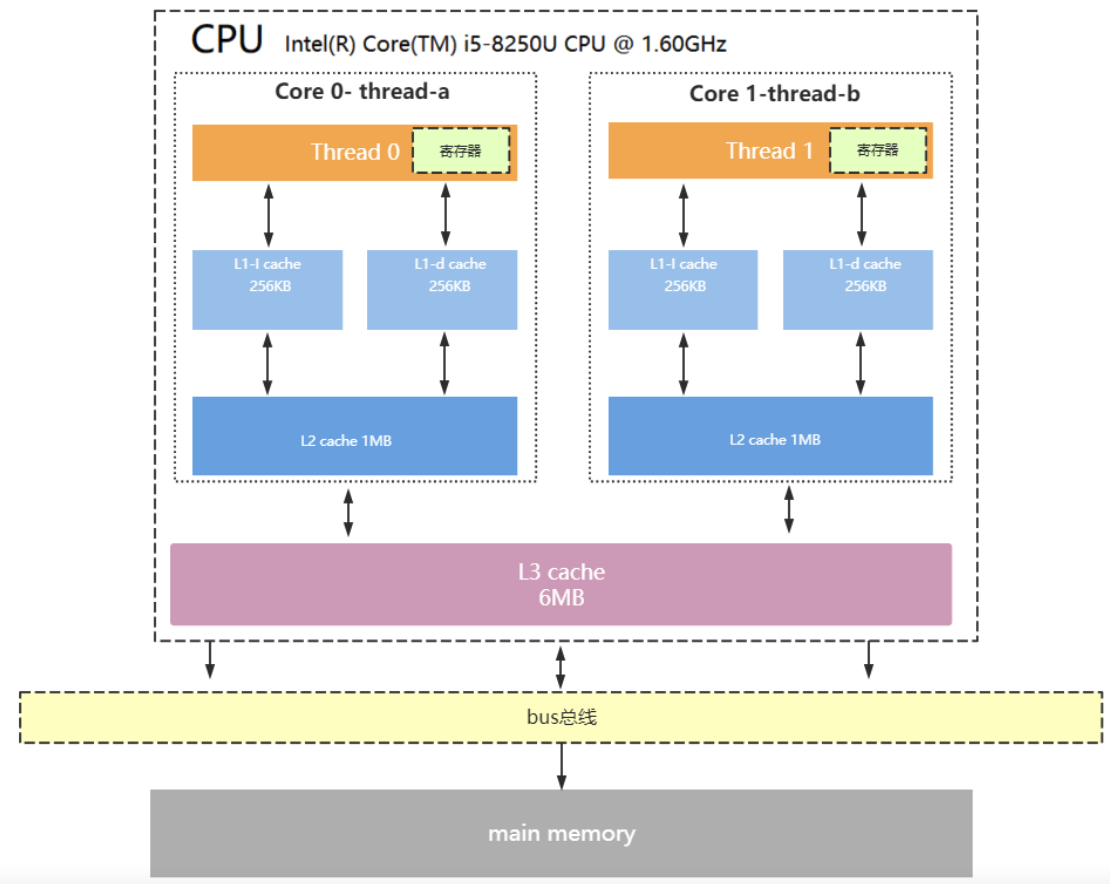 CPU Intel(R) Core(TM) i5-8250U CPU @ 1.60GHz
Core 0- thread-a
Core 1-thread-b
Thread 0
寄存器
Thread 1
寄存器
L1-I cache
256KB
L1-d cache
256KB
L1-I cache
256KB
L1-d cache
256KB
L2 cache 1MB
L2 cache 1MB
L3 cache
6MB
bus总线
main memory